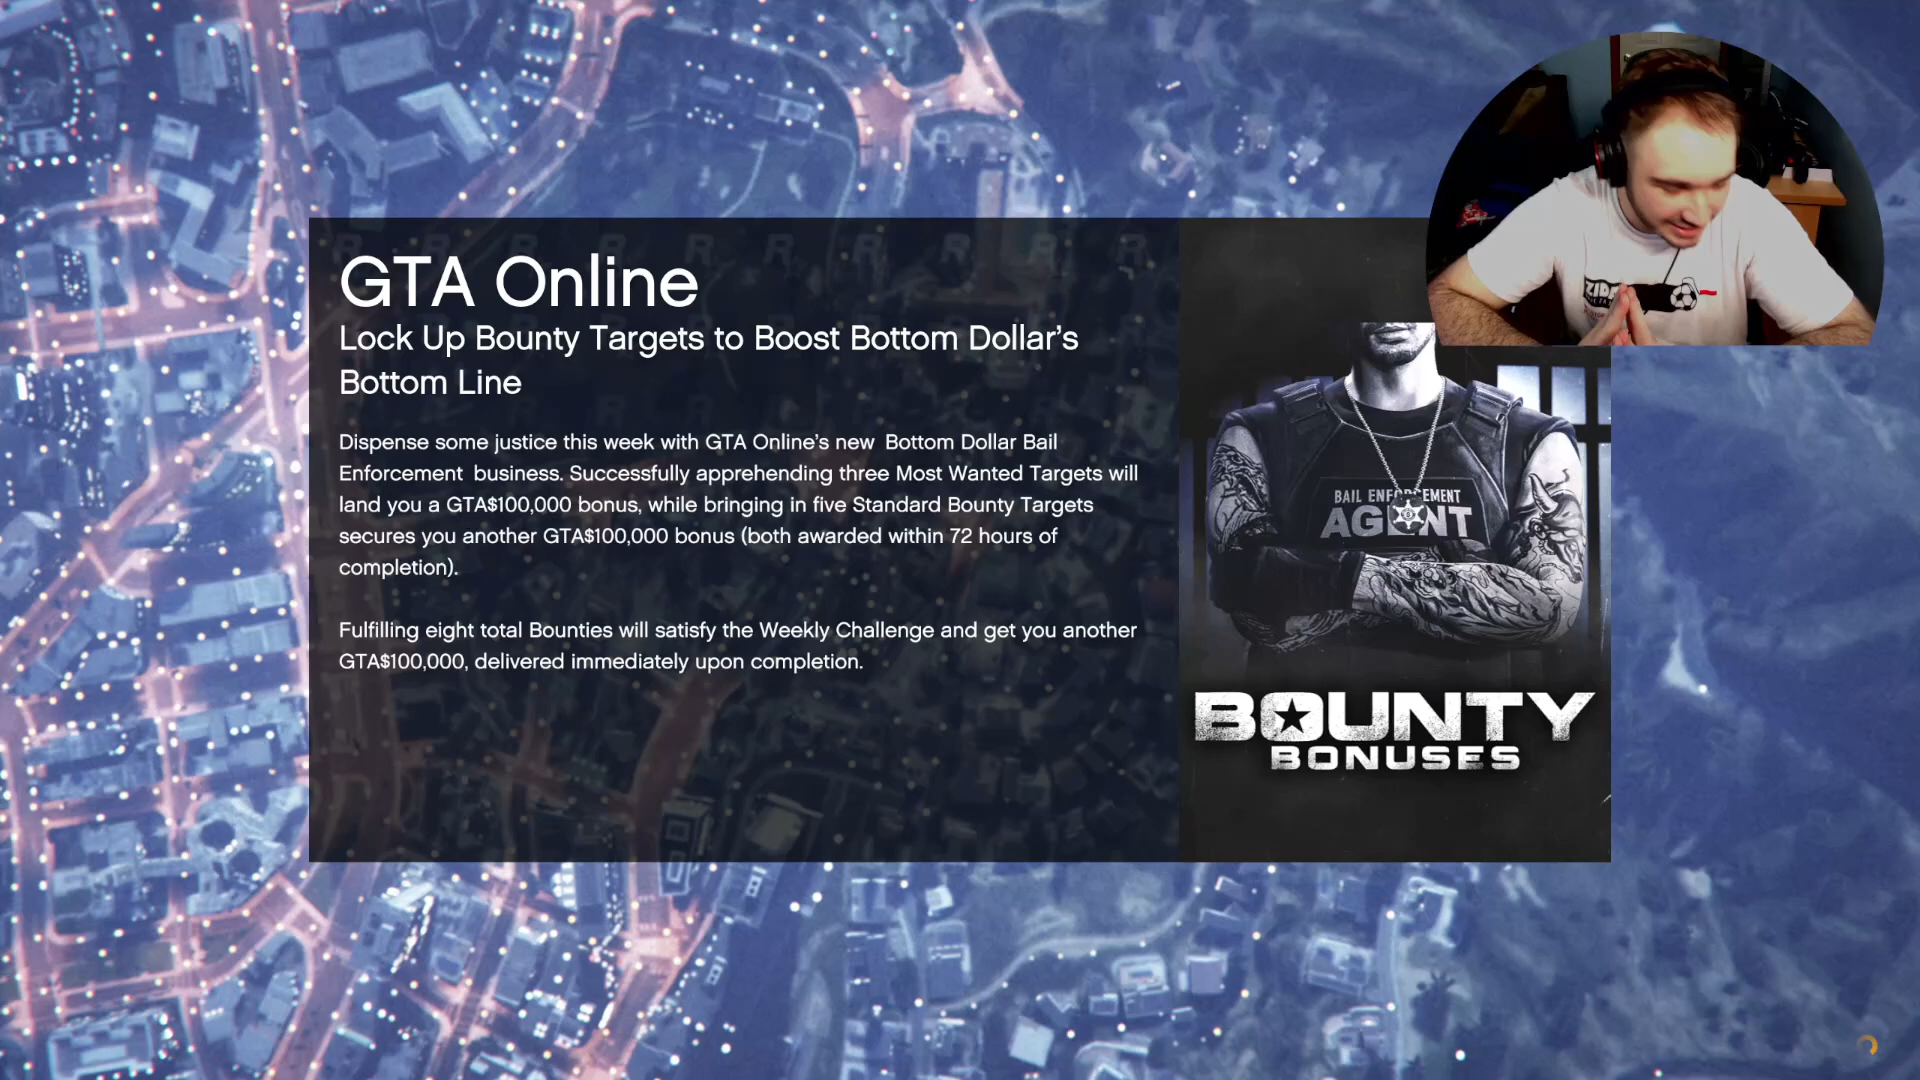 GTA Online
Lock Up Bounty Targets to Boost Bottom Dollar's
Bottom Line
Dispense some justice this week with GTA Online's new Bottom Dollar Bail
Enforcement business. Successfully apprehending three Most Wanted Targets will
land you a GTA$100,000 bonus, while bringing in five Standard Bounty Targets
secures you another GTA$100,000 bonus (both awarded within 72 hours of
completion).
Fulfilling eight total Bounties will satisfy the Weekly Challenge and get you another
GTA$100,000, delivered immediately upon completion.
BAIL ENFORCEMENT
AGENT
BOUNTY
BONUSES